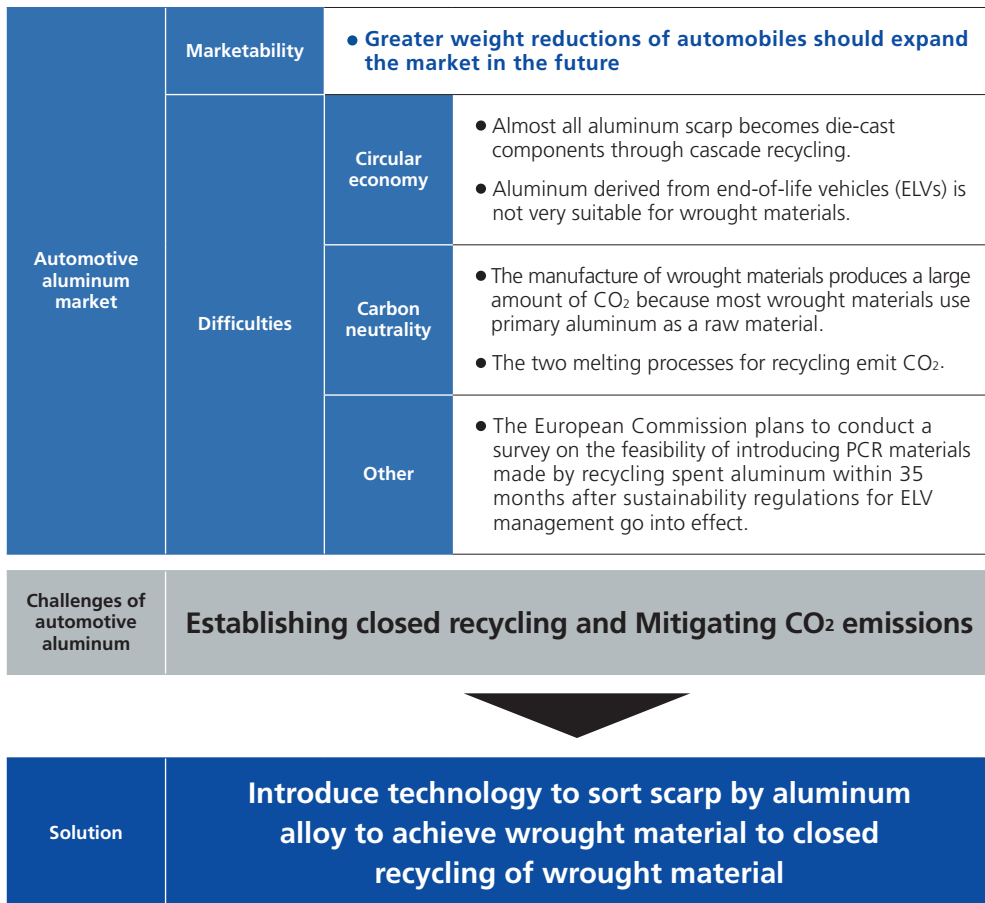 Automotive
aluminum
market
Marketability
● Greater weight reductions of automobiles should expand
the market in the future
Difficulties
Circular
economy
● Almost all aluminum scarp becomes die-cast
components through cascade recycling.
● Aluminum derived from end-of-life vehicles (ELVs) is
not very suitable for wrought materials.
Carbon
neutrality
● The manufacture of wrought materials produces a large
amount of CO₂ because most wrought materials use
primary aluminum as a raw material.
● The two melting processes for recycling emit CO₂.
Other
● The European Commission plans to conduct a
survey on the feasibility of introducing PCR materials
made by recycling spent aluminum within 35
months after sustainability regulations for ELV
management go into effect.
Challenges of
automotive
aluminum
Establishing closed recycling and Mitigating CO₂ emissions
Solution
Introduce technology to sort scarp by aluminum
alloy to achieve wrought material to closed
recycling of wrought material